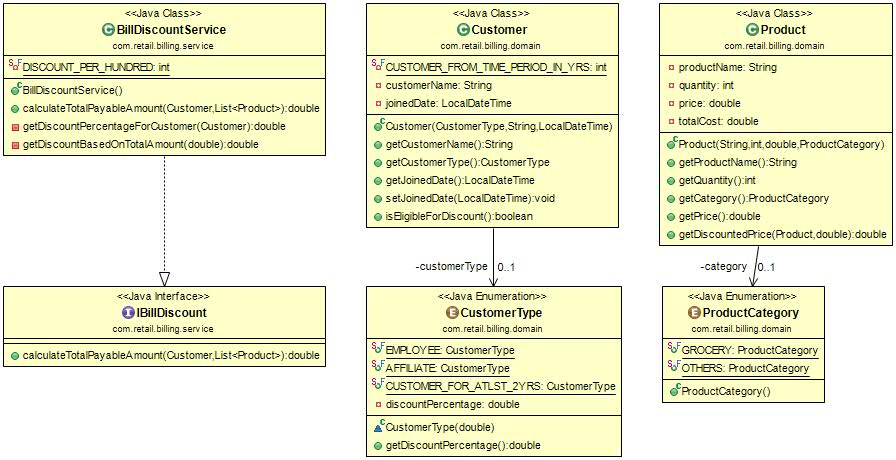 <<Java Class>>
BillDiscountService
com.retail.billing.service
DISCOUNT_PER_HUNDRED: int
BillDiscountService()
calculateTotalPayableAmount(Customer,List<Product>):double
getDiscountPercentageForCustomer(Customer):double
getDiscountBasedOnTotalAmount(double):double
<<Java Class>>
Customer
com.retail.billing.domain
CUSTOMER_FROM_TIME_PERIOD_IN_YRS: int
customerName: String
joinedDate: LocalDateTime
Customer(CustomerType,String,LocalDateTime)
getCustomerName():String
getCustomerType():CustomerType
getJoinedDate():LocalDateTime
setJoinedDate(LocalDateTime):void
isEligibleForDiscount():boolean
<<Java Class>>
Product
com.retail.billing.domain
productName: String
quantity: int
price: double
totalCost: double
Product(String,int,double,ProductCategory)
getProductName():String
getQuantity():int
getCategory():ProductCategory
getPrice():double
getDiscountedPrice(Product,double):double
-customerType 0..1
-category 0..1
<<Java Interface>>
IBillDiscount
com.retail.billing.service
calculateTotalPayableAmount(Customer,List<Product>):double
<<Java Enumeration>>
CustomerType
com.retail.billing.domain
EMPLOYEE: CustomerType
AFFILIATE: CustomerType
CUSTOMER_FOR_ATLST_2YRS: CustomerType
discountPercentage: double
CustomerType(double)
getDiscountPercentage():double
<<Java Enumeration>>
ProductCategory
com.retail.billing.domain
GROCERY: ProductCategory
OTHERS: ProductCategory
ProductCategory()